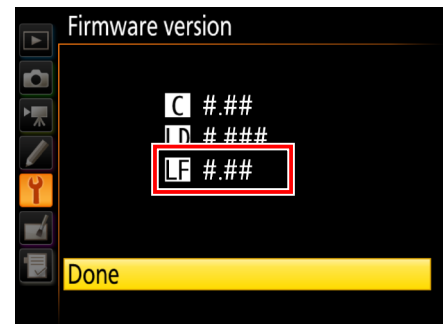 Firmware version
C #.##
LD #.###
LF #.##
Done